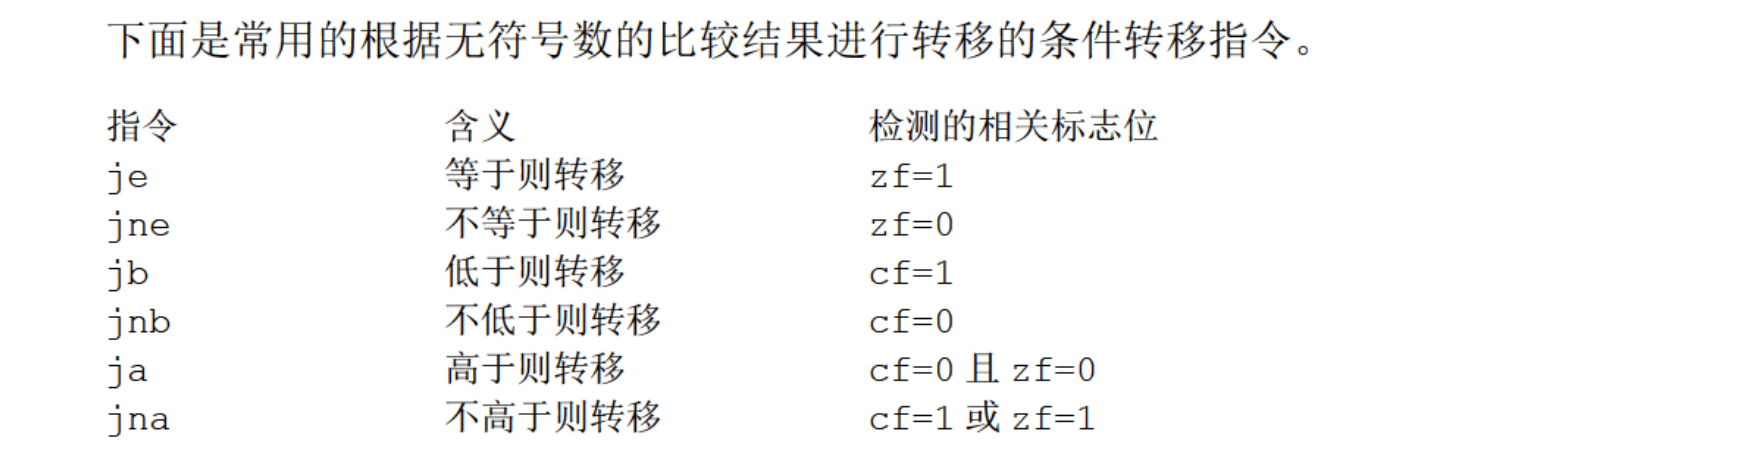 下面是常用的根据无符号数的比较结果进行转移的条件转移指令。
指令 含义 检测的相关标志位
je 等于则转移 zf=1
jne 不等于则转移 zf=0
jb 低于则转移 cf=1
jnb 不低于则转移 cf=0
ja 高于则转移 cf=0 且 zf=0
jna 不高于则转移 cf=1 或 zf=1